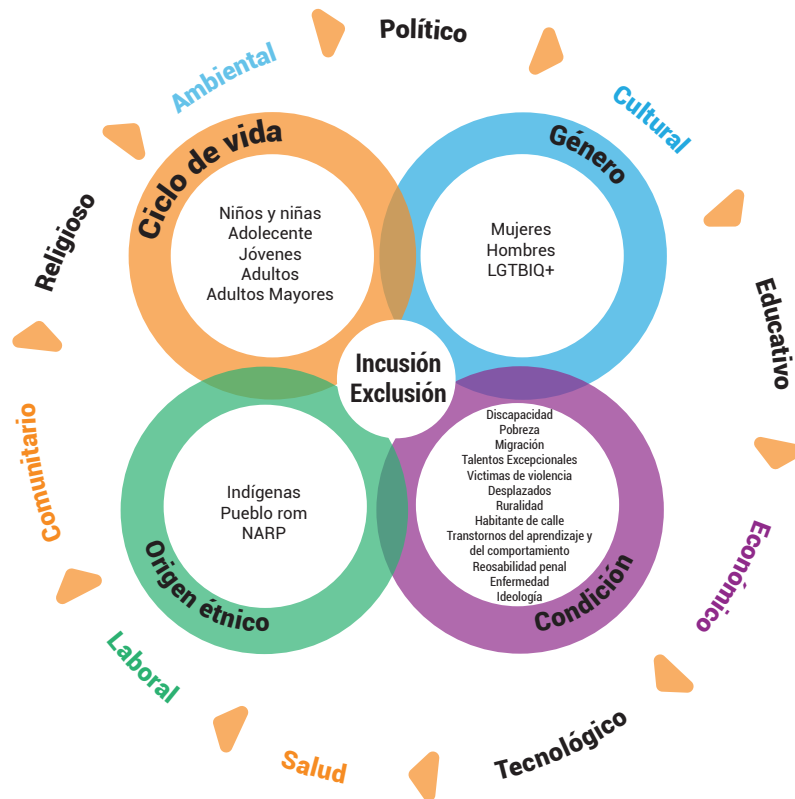 Político
Cultural
Educativo
Económico
Tecnológico
Salud
Laboral
Comunitario
Religioso
Ambiental
Ciclo de vida
Niños y niñas
Adolecente
Jóvenes
Adultos
Adultos Mayores
Género
Mujeres
Hombres
LGTBIQ+
Incusión
Exclusión
Origen étnico
Indígenas
Pueblo rom
NARP
Condición
Discapacidad
Pobreza
Migración
Talentos Excepcionales
Victimas de violencia
Desplazados
Ruralidad
Habitante de calle
Transtornos del aprendizaje y
del comportamiento
Reosabilidad penal
Enfermedad
Ideología